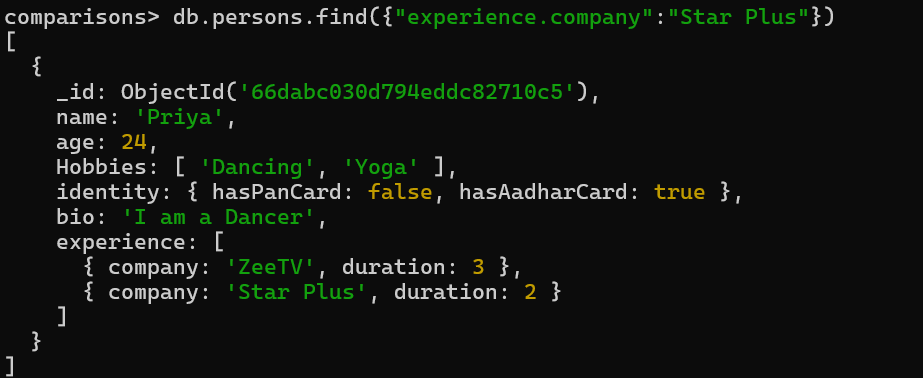 comparisons> db.persons.find({"experience.company":"Star Plus"})
[
  {
    _id: ObjectId('66dabc030d794eddc82710c5'),
    name: 'Priya',
    age: 24,
    Hobbies: [ 'Dancing', 'Yoga' ],
    identity: { hasPanCard: false, hasAadharCard: true },
    bio: 'I am a Dancer',
    experience: [
      { company: 'ZeeTV', duration: 3 },
      { company: 'Star Plus', duration: 2 }
    ]
  }
]